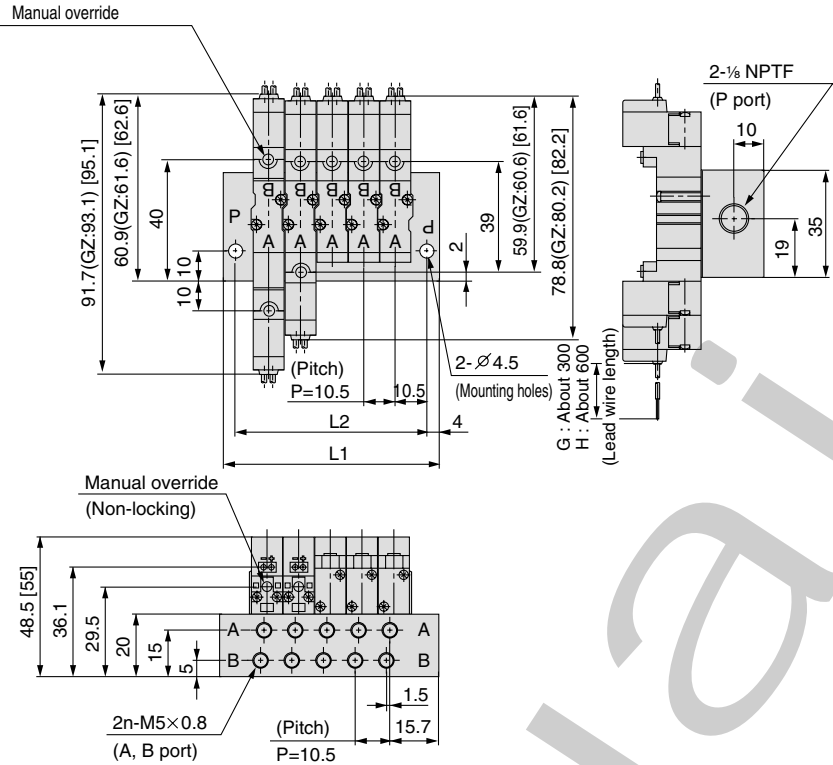 Manual override
2-⅛ NPTF
(P port)
10
91.7(GZ:93.1) [95.1]
60.9(GZ:61.6) [62.6]
40
10
10
P
B B B B B
A A A A A
P
2
39
59.9(GZ:60.6) [61.6]
78.8(GZ:80.2) [82.2]
19
35
(Pitch)
P=10.5
10.5
2-Ø4.5
(Mounting holes)
L2
4
L1
G : About 300
H : About 600
(Lead wire length)
Manual override
(Non-locking)
48.5 [55]
36.1
29.5
20
15
5
A A
B B
1.5
15.7
2n-M5×0.8
(A, B port)
(Pitch)
P=10.5